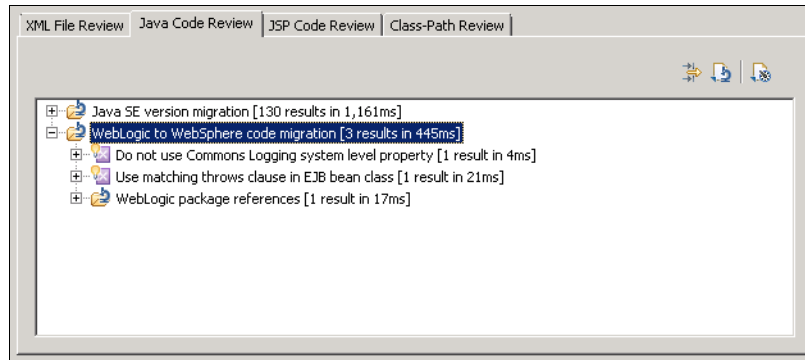 XML File Review Java Code Review JSP Code Review Class-Path Review
Java SE version migration [130 results in 1,161ms]
WebLogic to WebSphere code migration [3 results in 445ms]
Do not use Commons Logging system level property [1 result in 4ms]
Use matching throws clause in EJB bean class [1 result in 21ms]
WebLogic package references [1 result in 17ms]